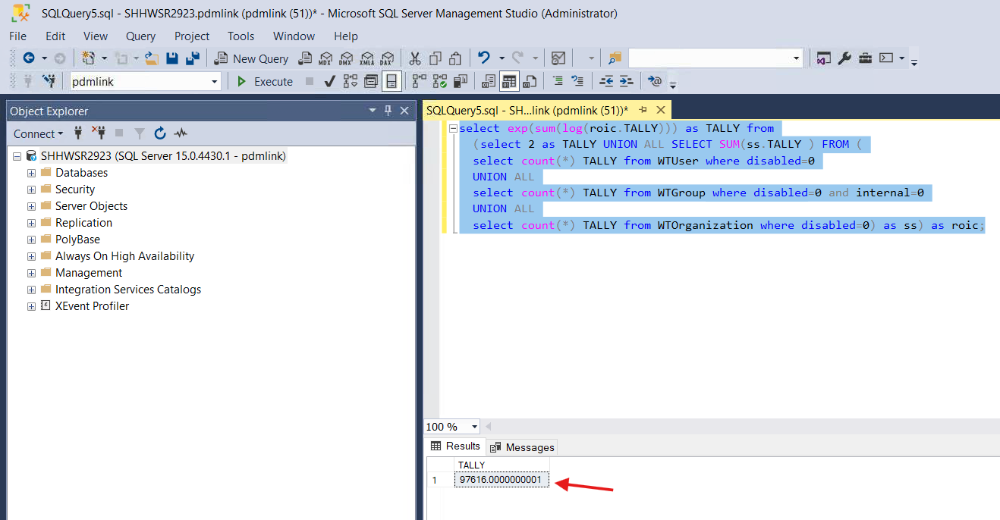 SQLQuery5.sql - SHHWSR2923.pdmlink (pdmlink (51))* - Microsoft SQL Server Management Studio (Administrator)
File Edit View Query Project Tools Window Help
New Query MDX DMX XMLA DAX
pdmlink Execute
Object Explorer
Connect
SHHWSR2923 (SQL Server 15.0.4430.1 - pdmlink)
Databases
Security
Server Objects
Replication
PolyBase
Always On High Availability
Management
Integration Services Catalogs
XEvent Profiler
SQLQuery5.sql - SH...link (pdmlink (51))*
select exp(sum(log(roic.TALLY))) as TALLY from
(select 2 as TALLY UNION ALL SELECT SUM(ss.TALLY ) FROM (
select count(*) TALLY from WTUser where disabled=0
UNION ALL
select count(*) TALLY from WTGroup where disabled=0 and internal=0
UNION ALL
select count(*) TALLY from WTOrganization where disabled=0) as ss) as roic;
100 %
Results Messages
TALLY
1 97616.0000000001